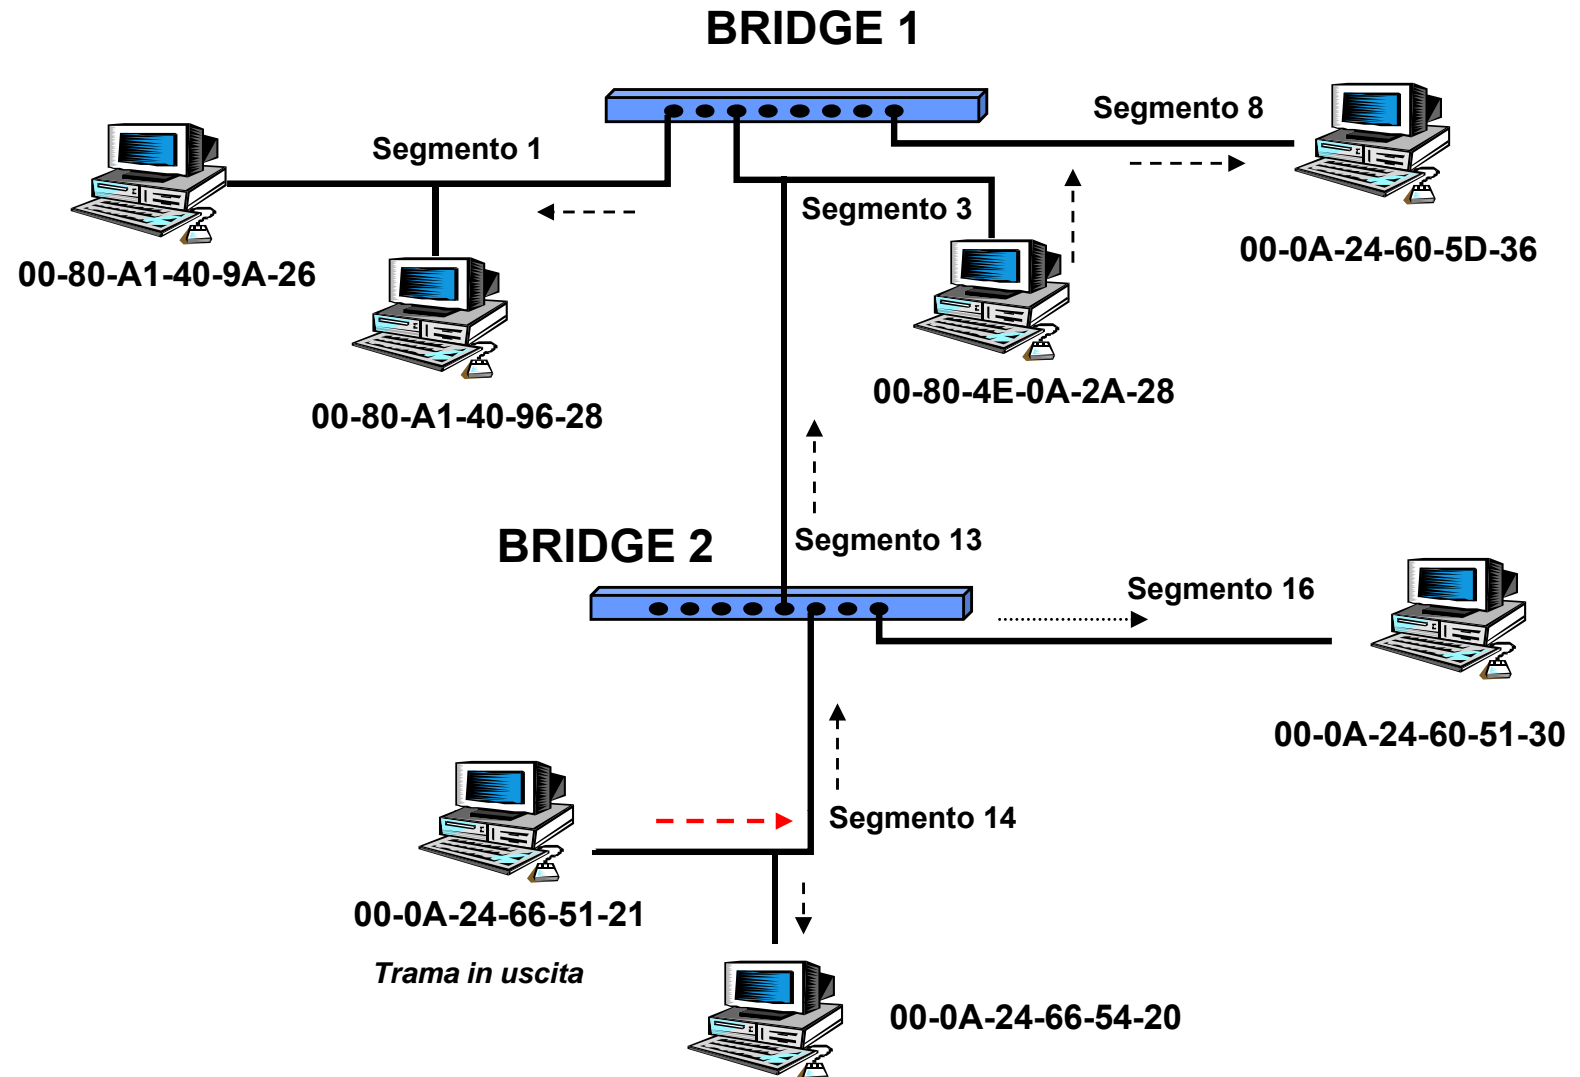 BRIDGE 1
Segmento 8
Segmento 1
Segmento 3
00-0A-24-60-5D-36
00-80-A1-40-9A-26
00-80-4E-0A-2A-28
00-80-A1-40-96-28
BRIDGE 2
Segmento 13
Segmento 16
00-0A-24-60-51-30
Segmento 14
00-0A-24-66-51-21
Trama in uscita
00-0A-24-66-54-20